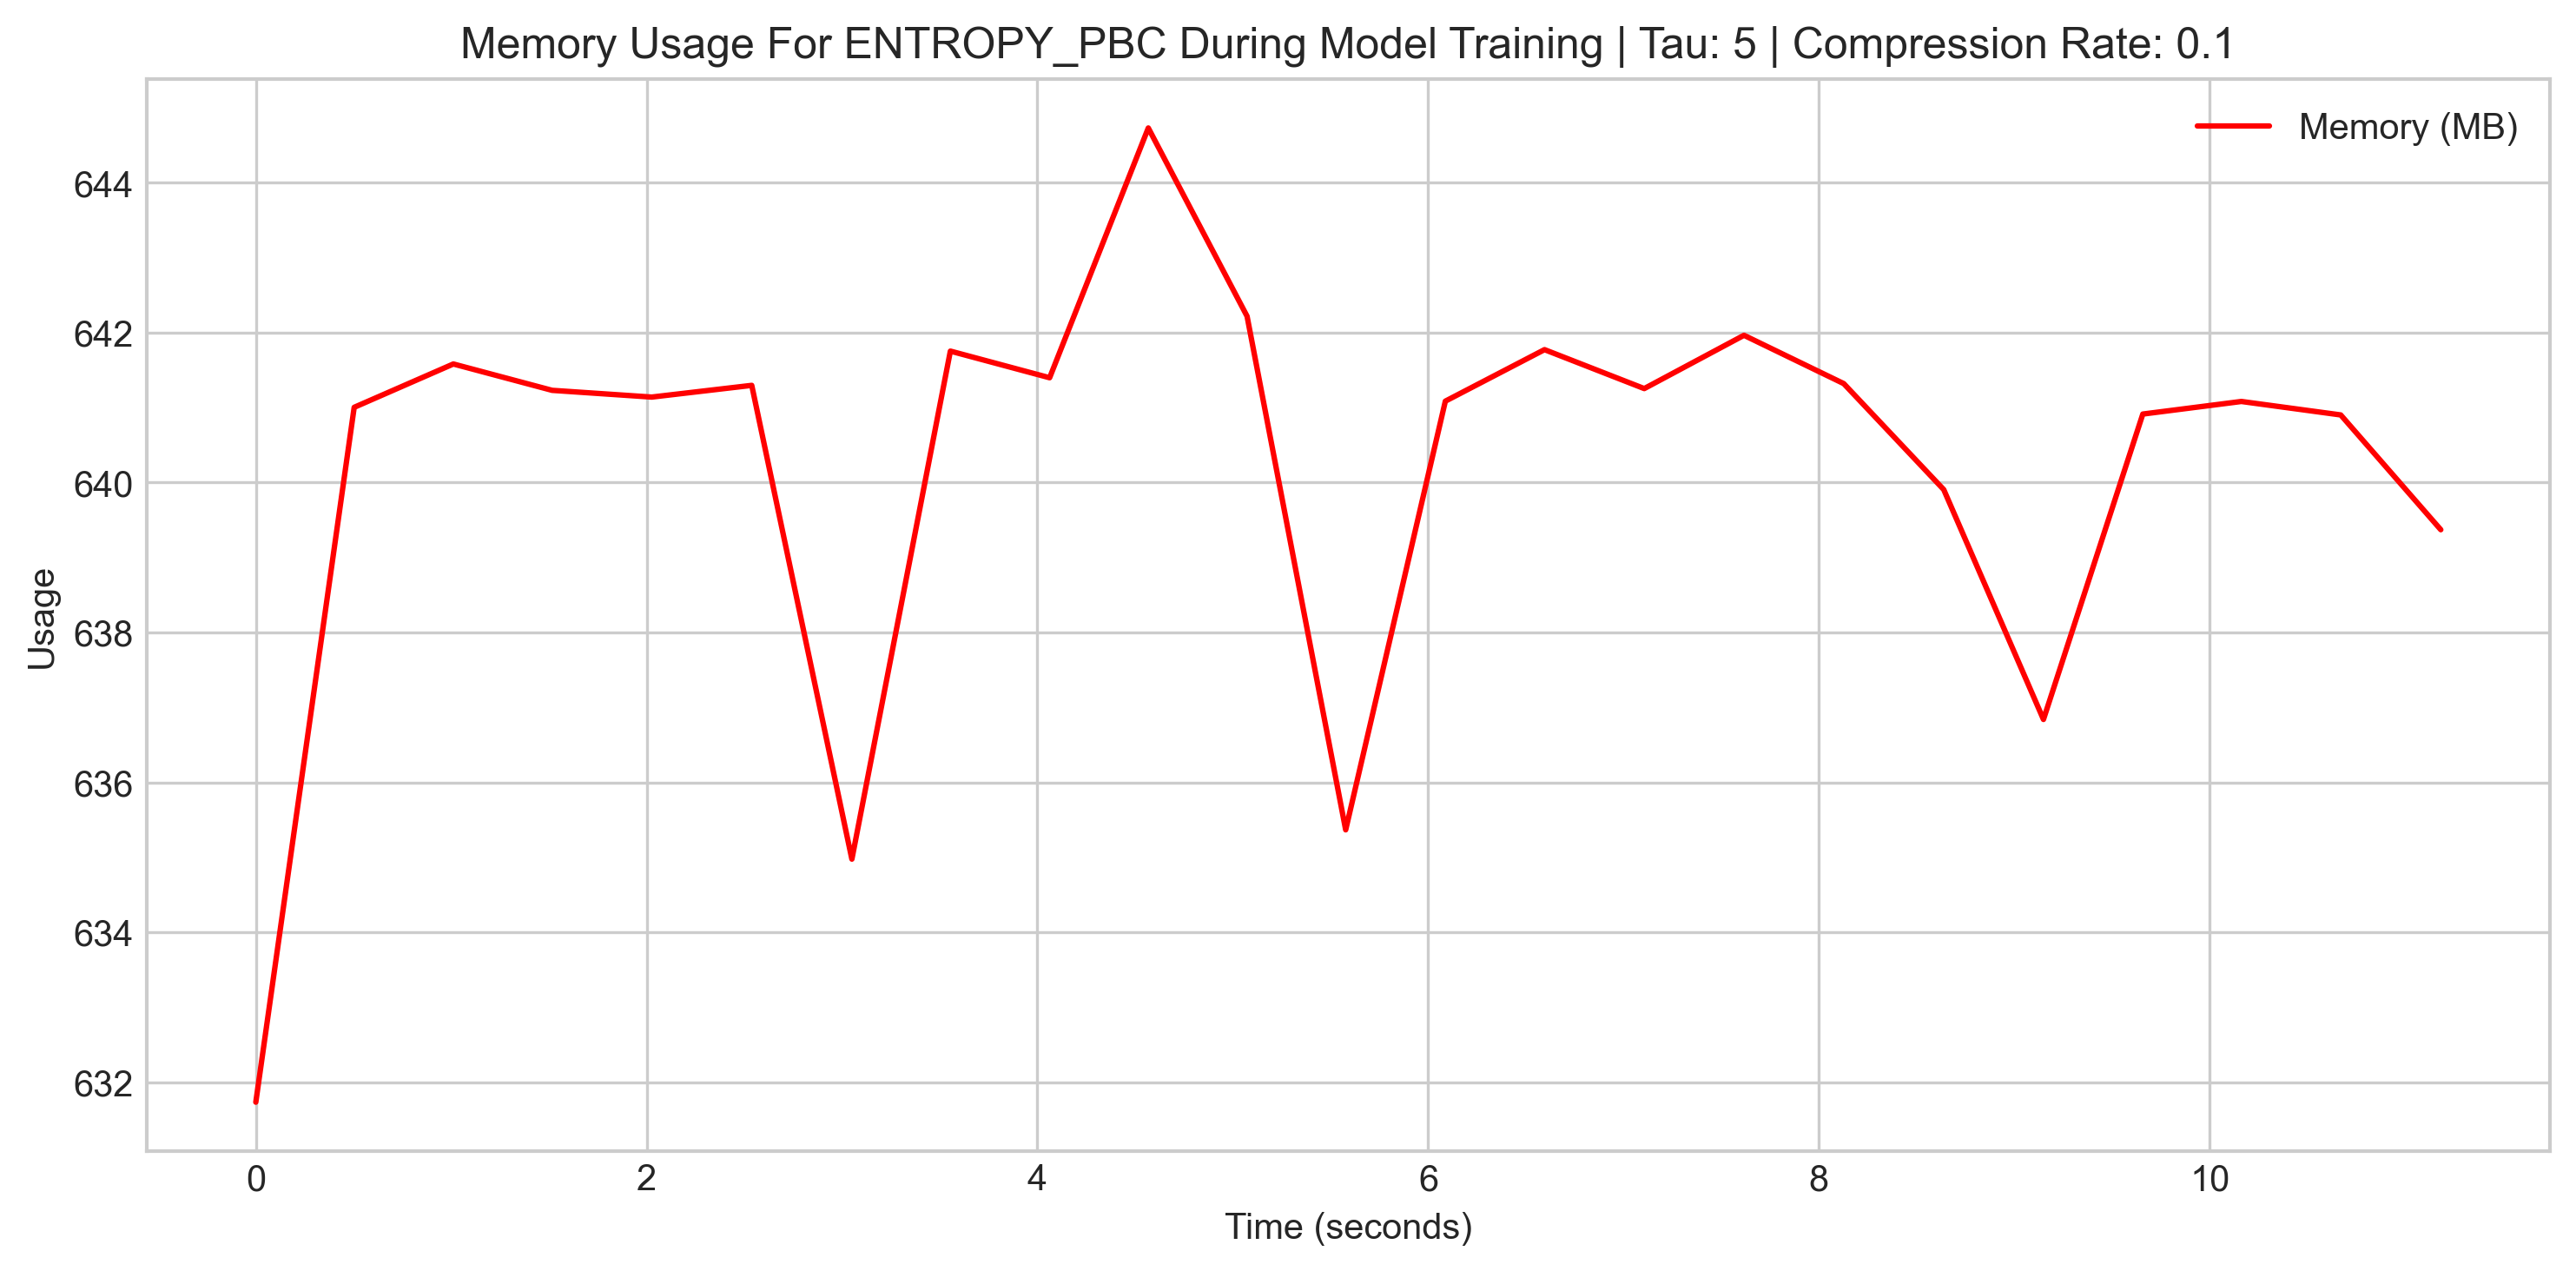 Memory Usage For ENTROPY_PBC During Model Training | Tau: 5 | Compression Rate: 0.1
Memory (MB)
644
642
640
638
636
634
632
Usage
0 2 4 6 8 10
Time (seconds)